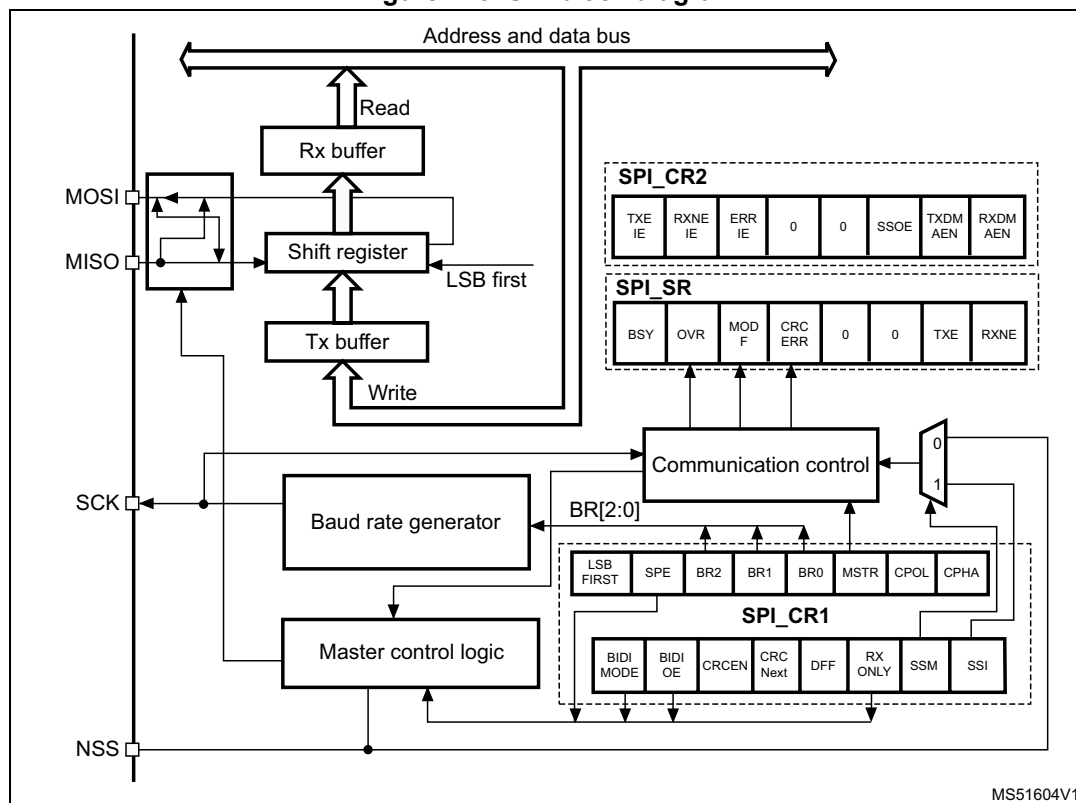 Address and data bus
Read
Rx buffer
MOSI
SPI_CR2
TXE
IE
RXNE
IE
ERR
IE
0
0
SSOE
TXDM
AEN
RXDM
AEN
MISO
Shift register
LSB first
SPI_SR
BSY
OVR
MOD
F
CRC
ERR
0
0
TXE
RXNE
Tx buffer
Write
Communication control
0
1
SCK
Baud rate generator
BR[2:0]
LSB
FIRST
SPE
BR2
BR1
BR0
MSTR
CPOL
CPHA
SPI_CR1
Master control logic
BIDI
MODE
BIDI
OE
CRCEN
CRC
Next
DFF
RX
ONLY
SSM
SSI
NSS
MS51604V1